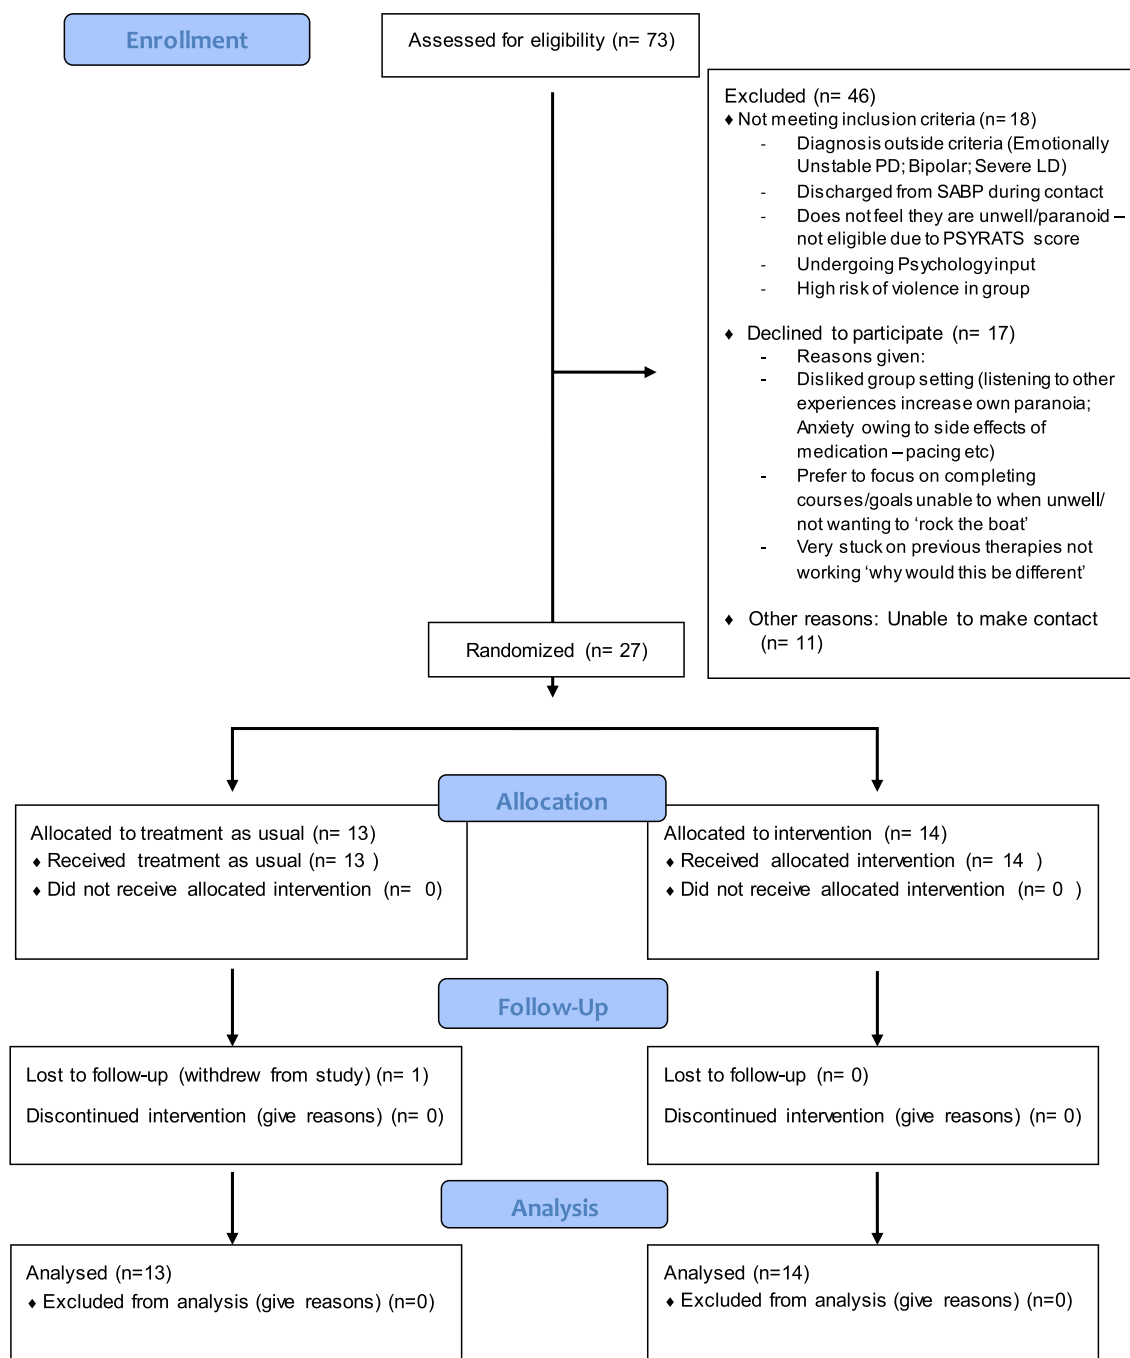 Enrollment
Assessed for eligibility (n= 73)
Excluded (n= 46)
♦ Not meeting inclusion criteria (n= 18)
- Diagnosis outside criteria (Emotionally
Unstable PD; Bipolar; Severe LD)
- Discharged from SABP during contact
- Does not feel they are unwell/paranoid –
not eligible due to PSYRATS score
- Undergoing Psychology input
- High risk of violence in group
♦ Declined to participate (n= 17)
- Reasons given:
- Disliked group setting (listening to other
experiences increase own paranoia;
Anxiety owing to side effects of
medication – pacing etc)
- Prefer to focus on completing
courses/goals unable to when unwell/
not wanting to ‘rock the boat’
- Very stuck on previous therapies not
working ‘why would this be different’
♦ Other reasons: Unable to make contact
(n= 11)
Randomized (n= 27)
Allocation
Allocated to treatment as usual (n= 13)
♦ Received treatment as usual (n= 13 )
♦ Did not receive allocated intervention (n= 0)
Allocated to intervention (n= 14)
♦ Received allocated intervention (n= 14 )
♦ Did not receive allocated intervention (n= 0 )
Follow-Up
Lost to follow-up (withdrew from study) (n= 1)
Discontinued intervention (give reasons) (n= 0)
Lost to follow-up (n= 0)
Discontinued intervention (give reasons) (n= 0)
Analysis
Analysed (n=13)
♦ Excluded from analysis (give reasons) (n=0)
Analysed (n=14)
♦ Excluded from analysis (give reasons) (n=0)